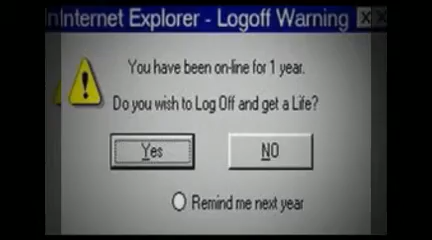 Internet Explorer - Logoff Warning
You have been on-line for 1 year.
Do you wish to Log Off and get a Life?
Yes
NO
Remind me next year